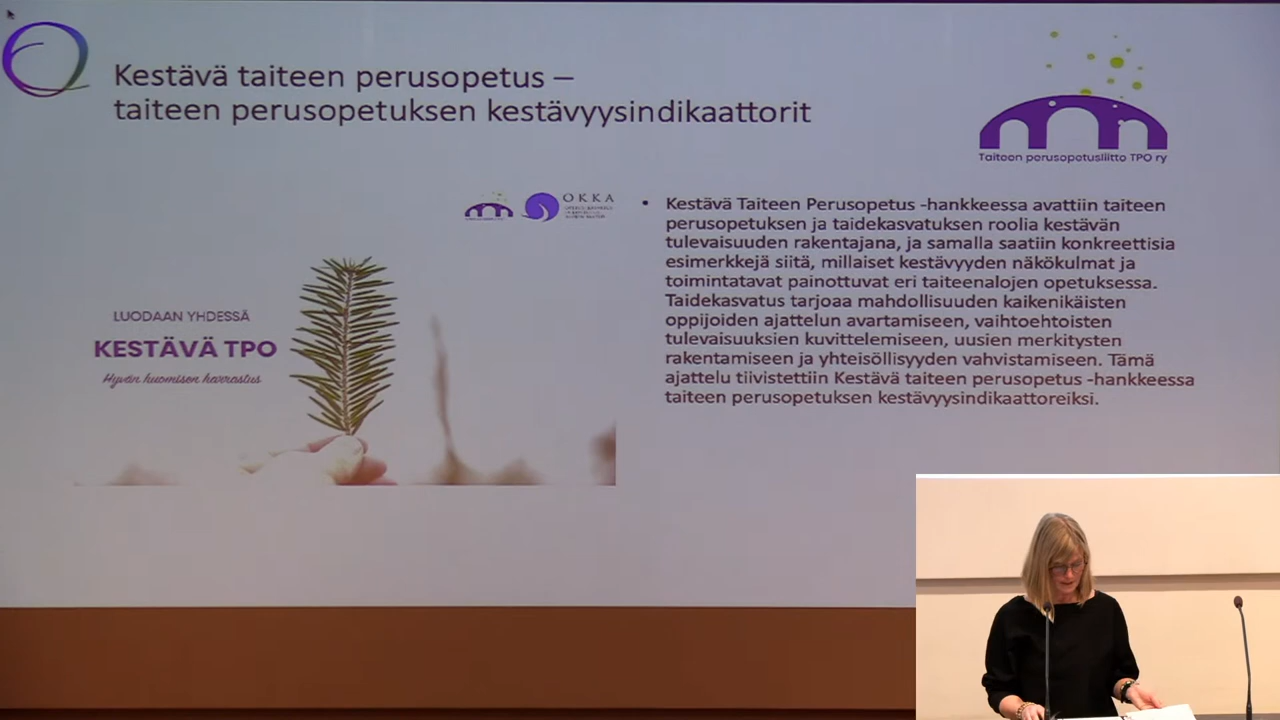 Kestävä taiteen perusopetus –
taiteen perusopetuksen kestävyysindikaattorit
Taiteen perusopetusliitto TPO ry
OKKA
LUODAAN YHDESSÄ
KESTÄVÄ TPO
Hyvän huomisen harrastus
• Kestävä Taiteen Perusopetus -hankkeessa avattiin taiteen
perusopetuksen ja taidekasvatuksen roolia kestävän
tulevaisuuden rakentajana, ja samalla saatiin konkreettisia
esimerkkejä siitä, millaiset kestävyyden näkökulmat ja
toimintatavat painottuvat eri taiteenalojen opetuksessa.
Taidekasvatus tarjoaa mahdollisuuden kaikenikäisten
oppijoiden ajattelun avartamiseen, vaihtoehtoisten
tulevaisuuksien kuvittelemiseen, uusien merkitysten
rakentamiseen ja yhteisöllisyyden vahvistamiseen. Tämä
ajattelu tiivistettiin Kestävä taiteen perusopetus -hankkeessa
taiteen perusopetuksen kestävyysindikaattoreiksi.